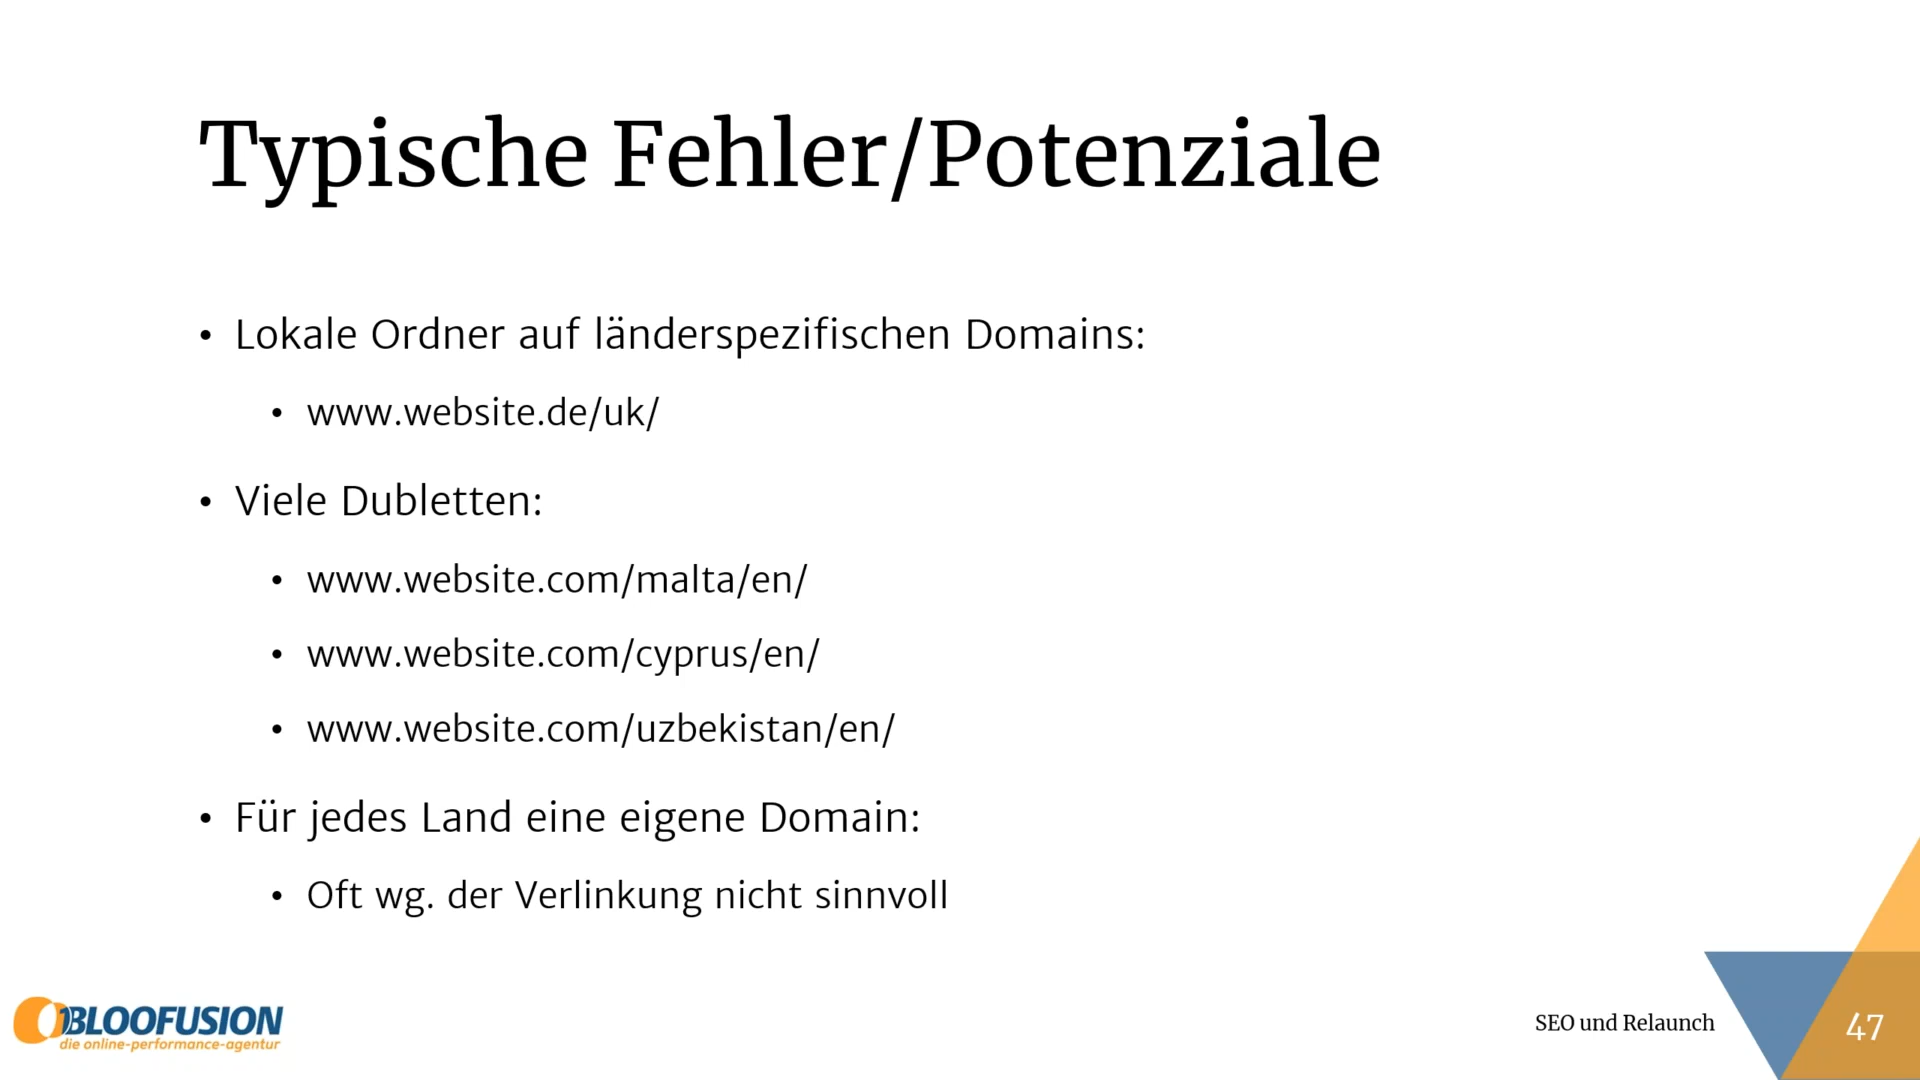 Typische Fehler/Potenziale
• Lokale Ordner auf länderspezifischen Domains:
• www.website.de/uk/
• Viele Dubletten:
• www.website.com/malta/en/
• www.website.com/cyprus/en/
• www.website.com/uzbekistan/en/
• Für jedes Land eine eigene Domain:
• Oft wg. der Verlinkung nicht sinnvoll
BLOOFUSION
die online-performance-agentur
SEO und Relaunch
47